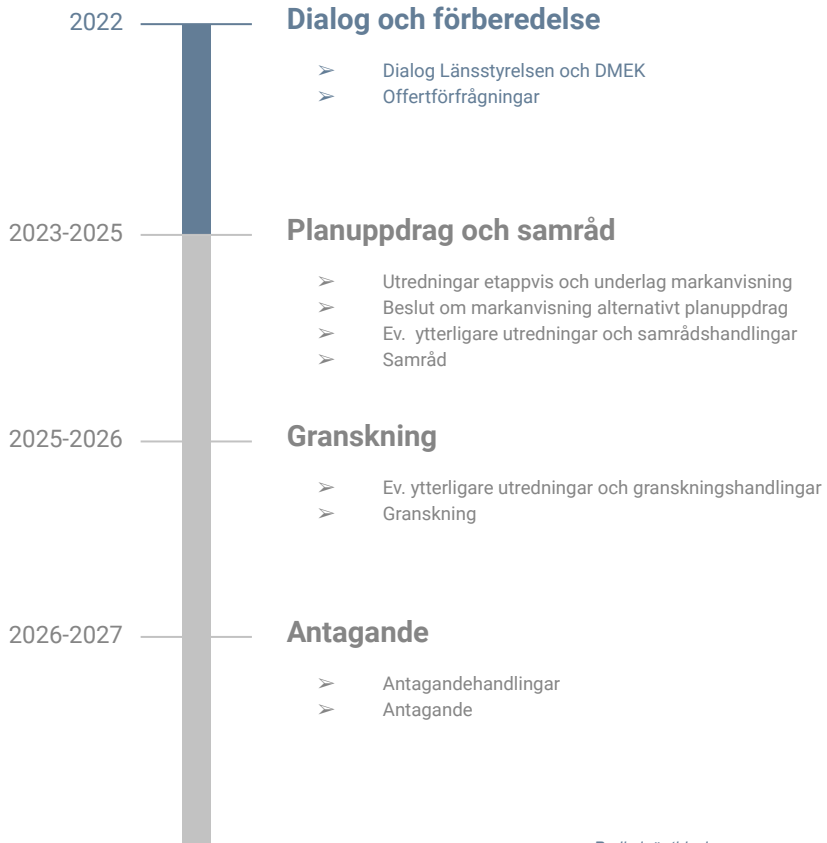 2022 Dialog och förberedelse
➢ Dialog Länsstyrelsen och DMEK
➢ Offertförfrågningar
2023-2025 Planuppdrag och samråd
➢ Utredningar etappvis och underlag markanvisning
➢ Beslut om markanvisning alternativt planuppdrag
➢ Ev. ytterligare utredningar och samrådshandlingar
➢ Samråd
2025-2026 Granskning
➢ Ev. ytterligare utredningar och granskningshandlingar
➢ Granskning
2026-2027 Antagande
➢ Antagandehandlingar
➢ Antagande